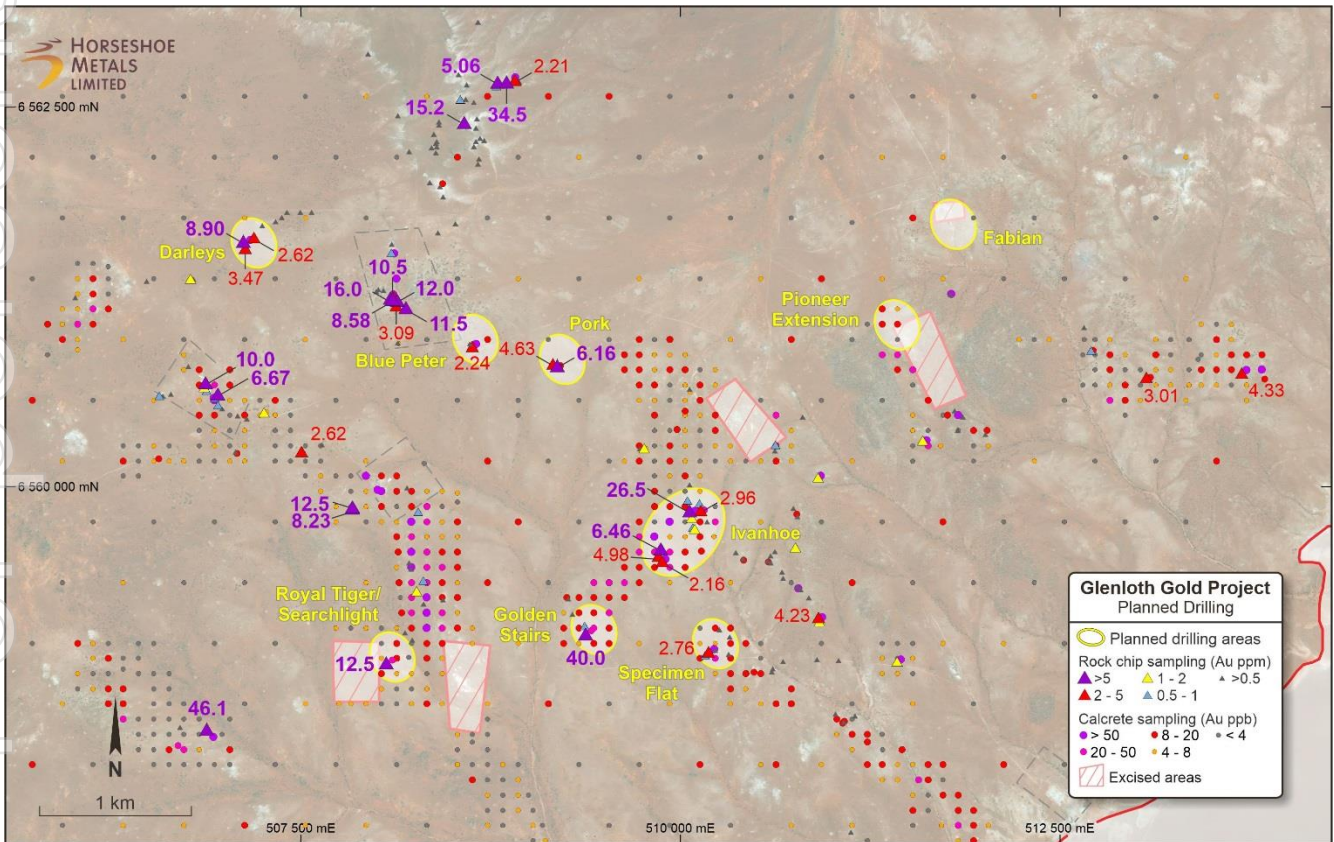 HORSESHOE
METALS
LIMITED
5.06
2.21
6 562 500 mN
15.2
34.5
8.90
Darleys
2.62
3.47
Fabian
10.5
16.0
12.0
8.58
11.5
3.09
Pioneer
Extension
Pork
Blue Peter
2.24
4.63
6.16
10.0
6.67
3.01
4.33
2.62
6 560 000 mN
12.5
8.23
26.5
2.96
Ivanhoe
6.46
4.98
2.16
Royal Tiger/
Searchlight
Golden
Stairs
4.23
12.5
40.0
2.76
Specimen
Flat
46.1
N
1 km
507 500 mE
510 000 mE
512 500 mE
Glenloth Gold Project
Planned Drilling
Planned drilling areas
Rock chip sampling (Au ppm)
>5
1 - 2
>0.5
2 - 5
0.5 - 1
Calcrete sampling (Au ppb)
> 50
8 - 20
< 4
20 - 50
4 - 8
Excised areas